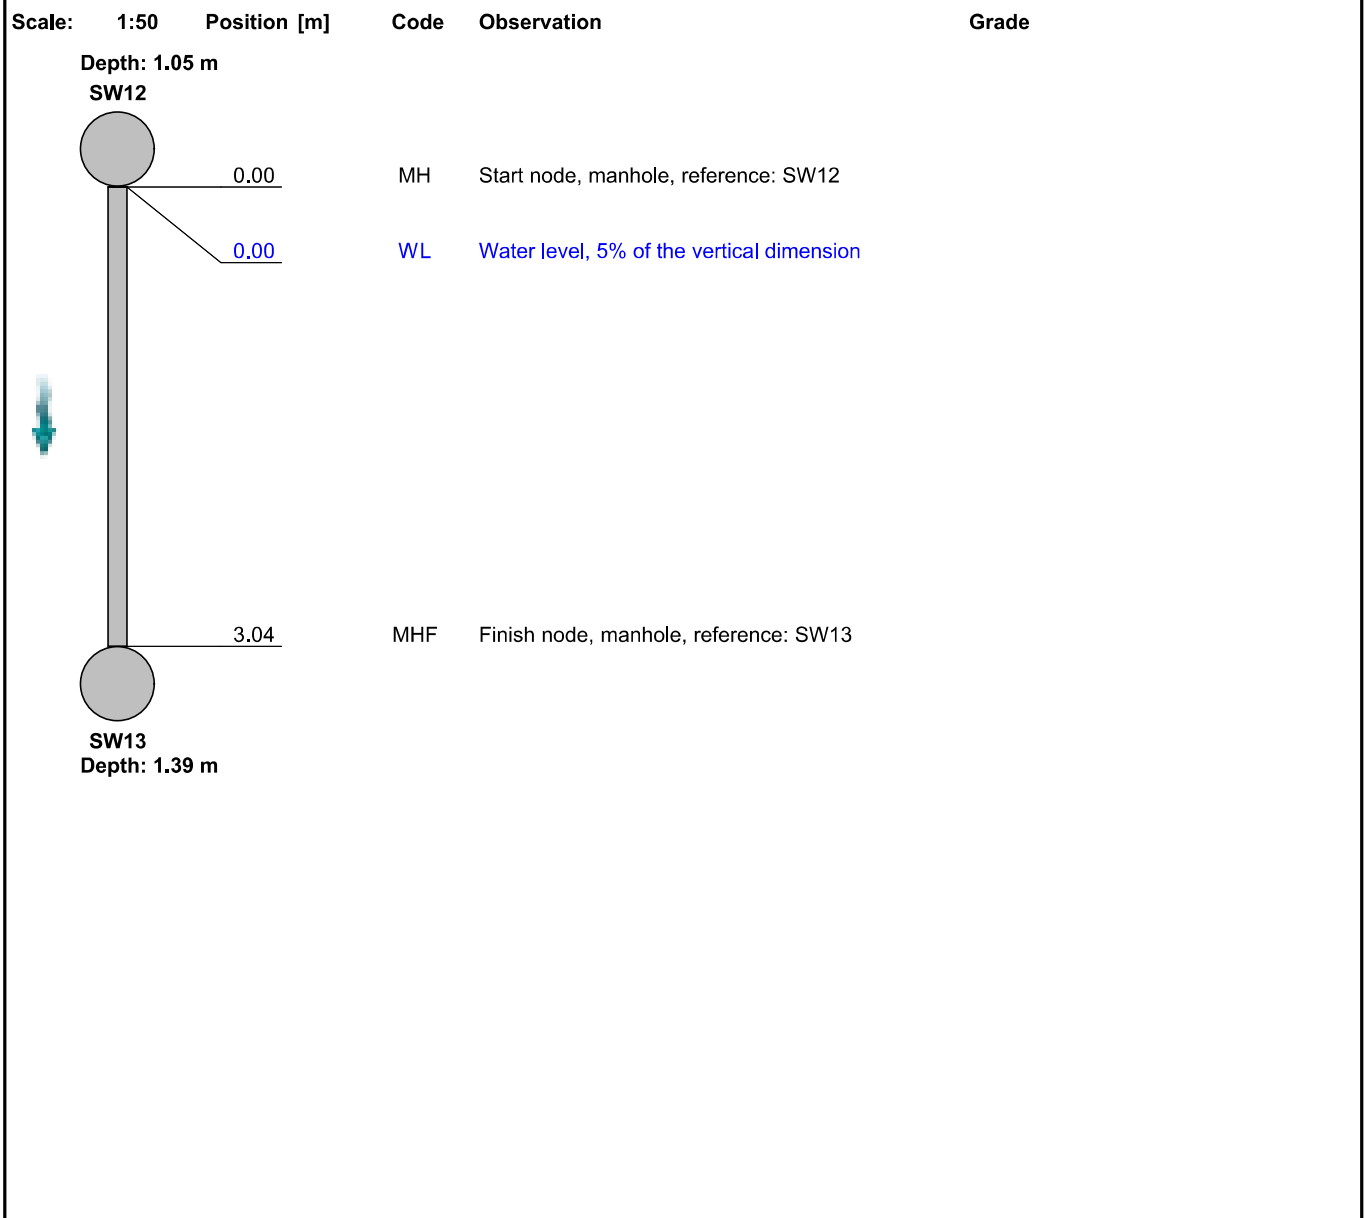 Scale: 1:50 Position [m] Code Observation Grade
Depth: 1.05 m
SW12
0.00 MH Start node, manhole, reference: SW12
0.00 WL Water level, 5% of the vertical dimension
3.04 MHF Finish node, manhole, reference: SW13
SW13
Depth: 1.39 m